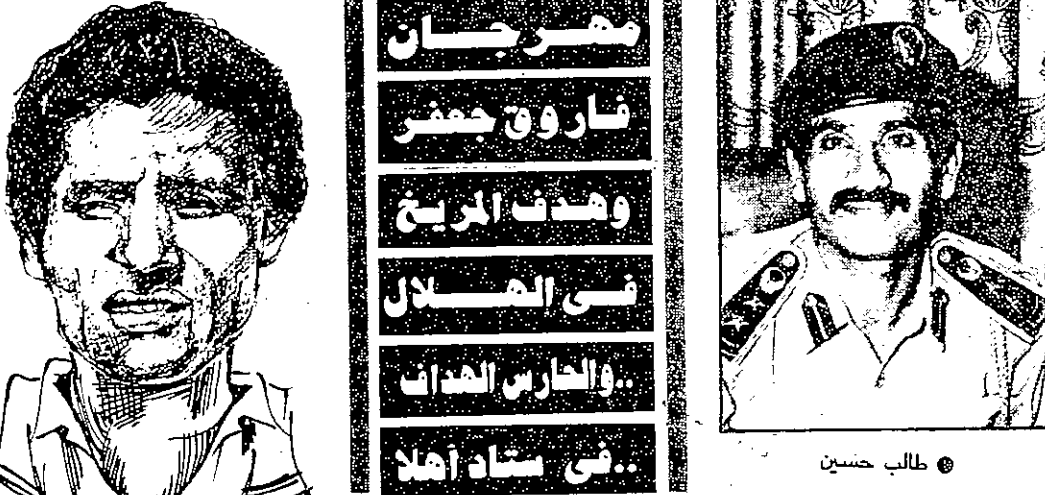 مهرجان
فاروق جعفر
وهدف المريخ
فى الهلال
..والحارس الهداف
..فى ستاد أهلا
طالب حسين